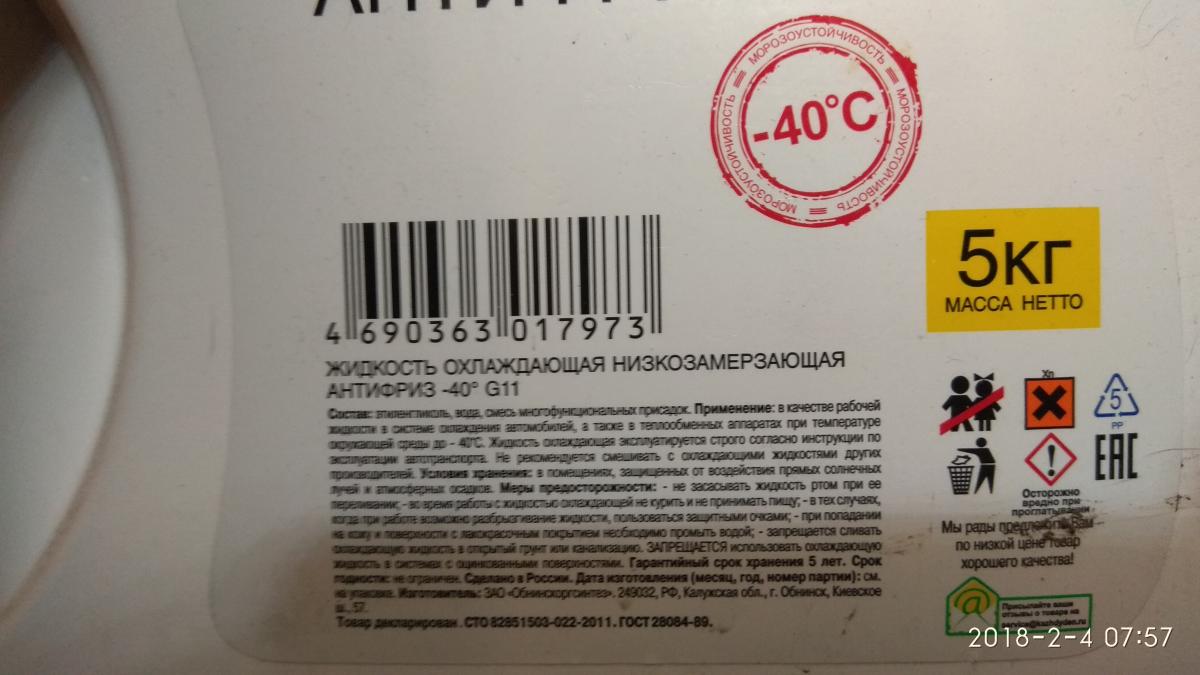 МОРОЗОУСТОЙЧИВОСТЬ
МОРОЗОУСТОЙЧИВОСТЬ
МОРОЗОУСТОЙЧИВОСТЬ
МОРОЗОУСТОЙЧИВОСТЬ
-40°C
4 690363 017973
5КГ
МАССА НЕТТО
ЖИДКОСТЬ ОХЛАЖДАЮЩАЯ НИЗКОЗАМЕРЗАЮЩАЯ
АНТИФРИЗ -40° G11
Состав: этиленгликоль, вода, смесь многофункциональных присадок. Применение: в качестве рабочей
жидкости в системе охлаждения автомобилей, а также в теплообменных аппаратах при температуре
окружающей среды до - 40°С. Жидкость охлаждающая эксплуатируется строго согласно инструкции по
эксплуатации автотранспорта. Не рекомендуется смешивать с охлаждающими жидкостями других
производителей. Условия хранения: в помещениях, защищенных от воздействия прямых солнечных
лучей и атмосферных осадков. Меры предосторожности: - не засасывать жидкость ртом при ее
переливании; - во время работы с жидкостью охлаждающей не курить и не принимать пищу; - в тех случаях,
когда при работе возможно разбрызгивание жидкости, пользоваться защитными очками; - при попадании
на кожу и поверхности с лакокрасочным покрытием необходимо промыть водой; - запрещается сливать
охлаждающую жидкость в открытый грунт или канализацию. ЗАПРЕЩАЕТСЯ использовать охлаждающую
жидкость в системах с оцинкованными поверхностями. Гарантийный срок хранения 5 лет. Срок
годности: не ограничен. Сделано в России. Дата изготовления (месяц, год, номер партии): см.
на упаковке. Изготовитель: ЗАО «Обнинскоргсинтез». 249032, РФ, Калужская обл., г. Обнинск, Киевское
ш., 57.
Товар декларирован. СТО 82851503-022-2011. ГОСТ 28084-89.
Xn
5
PP
EAC
Осторожно
вредно при
проглатывании
Мы рады предложить Вам
по низкой цене товар
хорошего качества!
@
Присылайте ваши
отзывы о товаре на
service@kazhdyden.ru
2018-2-4 07:57